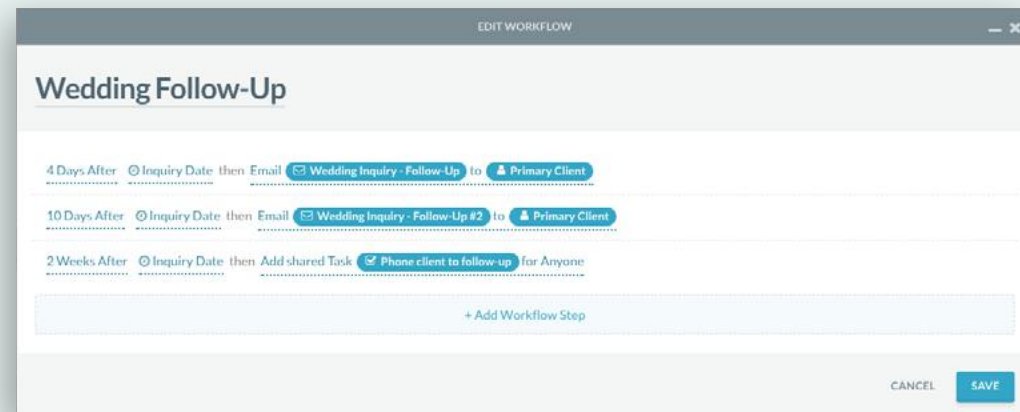 EDIT WORKFLOW
Wedding Follow-Up
4 Days After Inquiry Date then Email Wedding Inquiry - Follow-Up to Primary Client
10 Days After Inquiry Date then Email Wedding Inquiry - Follow-Up #2 to Primary Client
2 Weeks After Inquiry Date then Add shared Task Phone client to follow-up for Anyone
+ Add Workflow Step
CANCEL SAVE